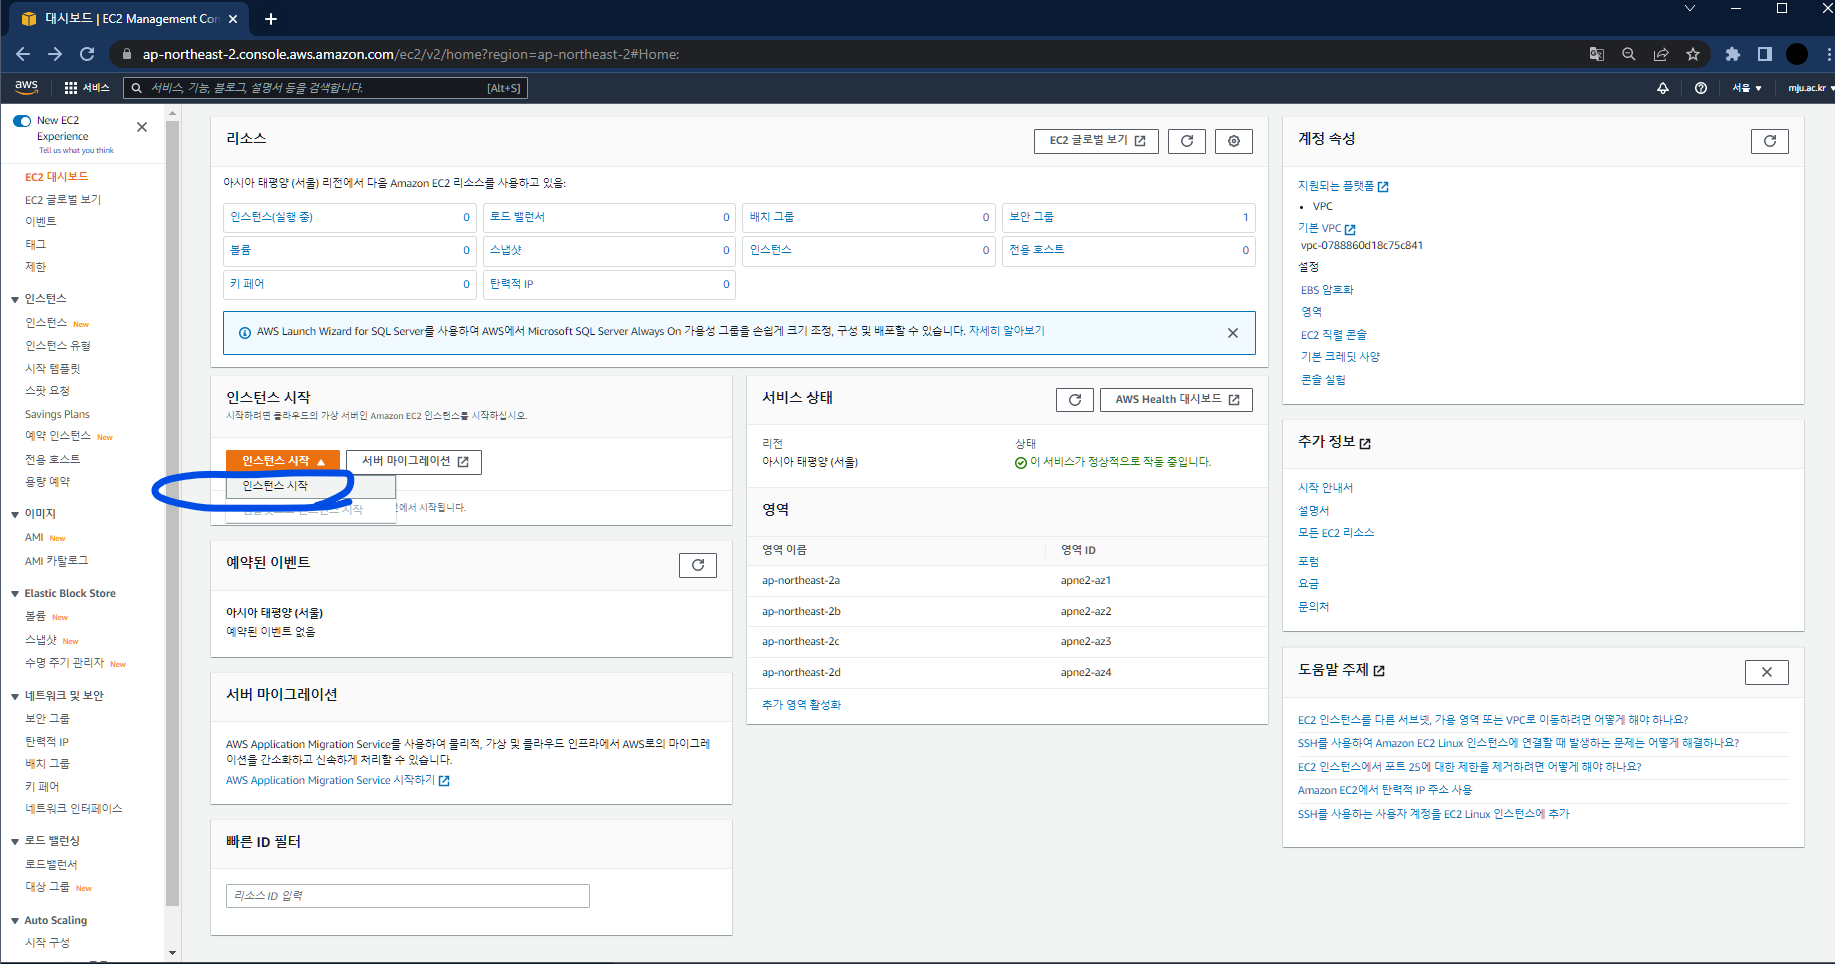 대시보드 | EC2 Management Con
ap-northeast-2.console.aws.amazon.com/ec2/v2/home?region=ap-northeast-2#Home:
aws
서비스
서비스, 기능, 블로그, 설명서 등을 검색합니다.
[Alt+S]
서울
mju.ac.kr
New EC2
Experience
Tell us what you think
EC2 대시보드
EC2 글로벌 보기
이벤트
태그
제한
인스턴스
인스턴스 New
인스턴스 유형
시작 템플릿
스팟 요청
Savings Plans
예약 인스턴스 New
전용 호스트
용량 예약
이미지
AMI New
AMI 카탈로그
Elastic Block Store
볼륨 New
스냅샷 New
수명 주기 관리자 New
네트워크 및 보안
보안 그룹
탄력적 IP
배치 그룹
키 페어
네트워크 인터페이스
로드 밸런싱
로드밸런서
대상 그룹 New
Auto Scaling
시작 구성
리소스
EC2 글로벌 보기
아시아 태평양 (서울) 리전에서 다음 Amazon EC2 리소스를 사용하고 있음:
인스턴스(실행 중) 0
로드 밸런서 0
배치 그룹 0
보안 그룹 1
볼륨 0
스냅샷 0
인스턴스 0
전용 호스트 0
키 페어 0
탄력적 IP 0
AWS Launch Wizard for SQL Server를 사용하여 AWS에서 Microsoft SQL Server Always On 가용성 그룹을 손쉽게 크기 조정, 구성 및 배포할 수 있습니다. 자세히 알아보기
인스턴스 시작
시작하려면 클라우드의 가상 서버인 Amazon EC2 인스턴스를 시작하십시오.
인스턴스 시작
서버 마이그레이션
인스턴스 시작
인스턴스 시작
에서 시작됩니다.
예약된 이벤트
아시아 태평양 (서울)
예약된 이벤트 없음
서버 마이그레이션
AWS Application Migration Service를 사용하여 물리적, 가상 및 클라우드 인프라에서 AWS로의 마이그레
이션을 간소화하고 신속하게 처리할 수 있습니다.
AWS Application Migration Service 시작하기
빠른 ID 필터
리소스 ID 입력
서비스 상태
AWS Health 대시보드
리전
아시아 태평양 (서울)
상태
이 서비스가 정상적으로 작동 중입니다.
영역
영역 이름 영역 ID
ap-northeast-2a apne2-az1
ap-northeast-2b apne2-az2
ap-northeast-2c apne2-az3
ap-northeast-2d apne2-az4
추가 영역 활성화
계정 속성
지원되는 플랫폼
• VPC
기본 VPC
vpc-0788860d18c75c841
설정
EBS 암호화
영역
EC2 직렬 콘솔
기본 크레딧 사양
콘솔 실험
추가 정보
시작 안내서
설명서
모든 EC2 리소스
포럼
요금
문의처
도움말 주제
EC2 인스턴스를 다른 서브넷, 가용 영역 또는 VPC로 이동하려면 어떻게 해야 하나요?
SSH를 사용하여 Amazon EC2 Linux 인스턴스에 연결할 때 발생하는 문제는 어떻게 해결하나요?
EC2 인스턴스에서 포트 25에 대한 제한을 제거하려면 어떻게 해야 하나요?
Amazon EC2에서 탄력적 IP 주소 사용
SSH를 사용하는 사용자 계정을 EC2 Linux 인스턴스에 추가